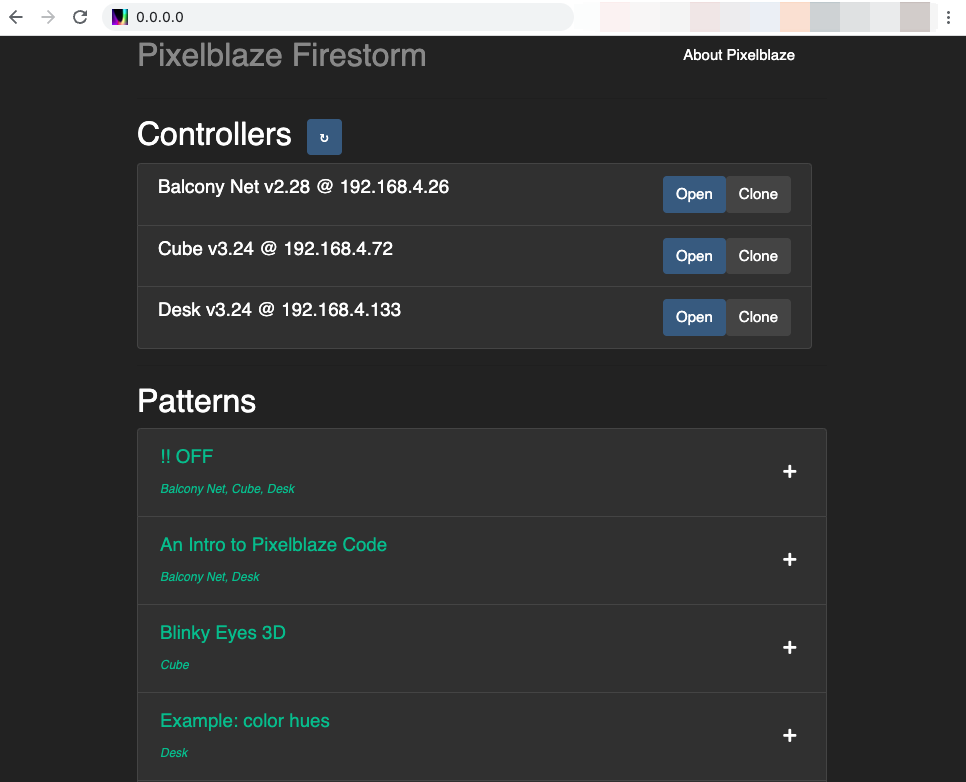 0.0.0.0
Pixelblaze Firestorm
About Pixelblaze
Controllers ↻
Balcony Net v2.28 @ 192.168.4.26
Open Clone
Cube v3.24 @ 192.168.4.72
Open Clone
Desk v3.24 @ 192.168.4.133
Open Clone
Patterns
!! OFF
Balcony Net, Cube, Desk
An Intro to Pixelblaze Code
Balcony Net, Desk
Blinky Eyes 3D
Cube
Example: color hues
Desk